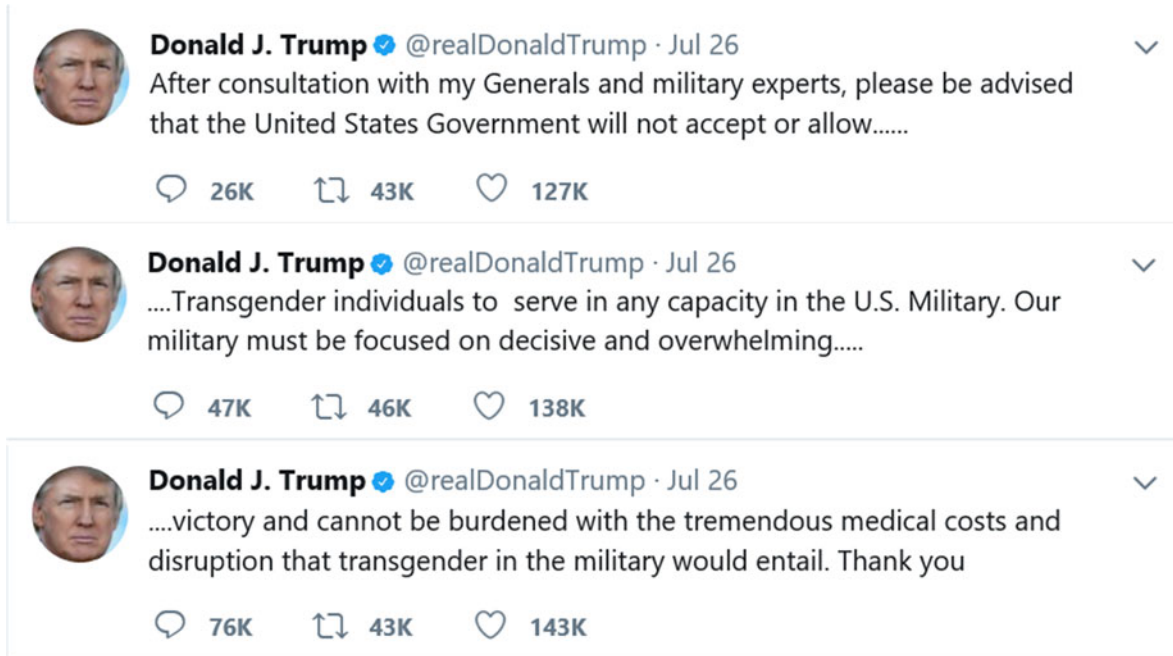 Donald J. Trump @realDonaldTrump · Jul 26
After consultation with my Generals and military experts, please be advised
that the United States Government will not accept or allow......
26K 43K 127K
Donald J. Trump @realDonaldTrump · Jul 26
....Transgender individuals to  serve in any capacity in the U.S. Military. Our
military must be focused on decisive and overwhelming.....
47K 46K 138K
Donald J. Trump @realDonaldTrump · Jul 26
....victory and cannot be burdened with the tremendous medical costs and
disruption that transgender in the military would entail. Thank you
76K 43K 143K